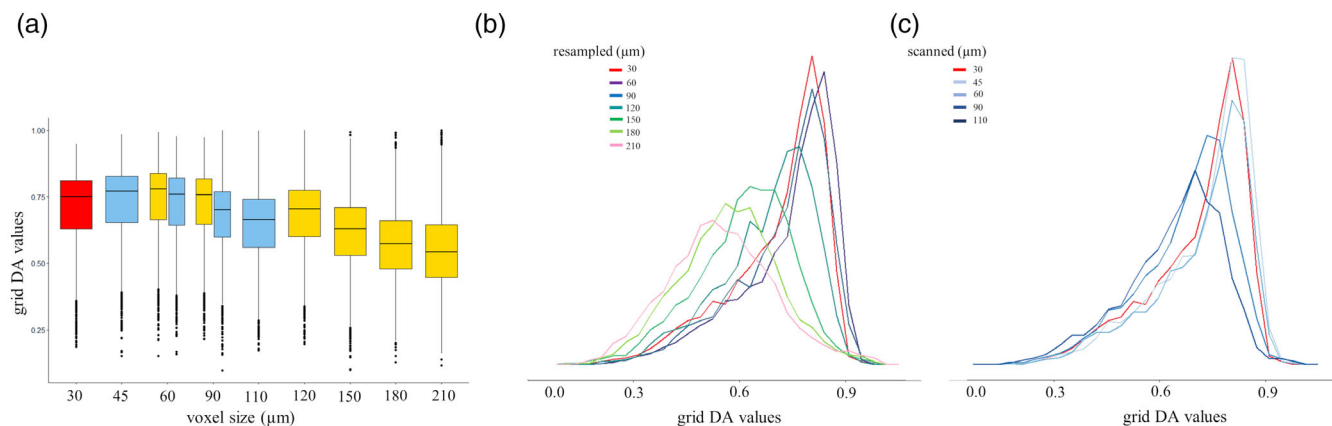 (a)
grid DA values
1.00
0.75
0.50
0.25
30 45 60 90 110 120 150 180 210
voxel size (µm)
(b)
resampled (µm)
30
60
90
120
150
180
210
0.0 0.3 0.6 0.9
grid DA values
(c)
scanned (µm)
30
45
60
90
110
0.0 0.3 0.6 0.9
grid DA values